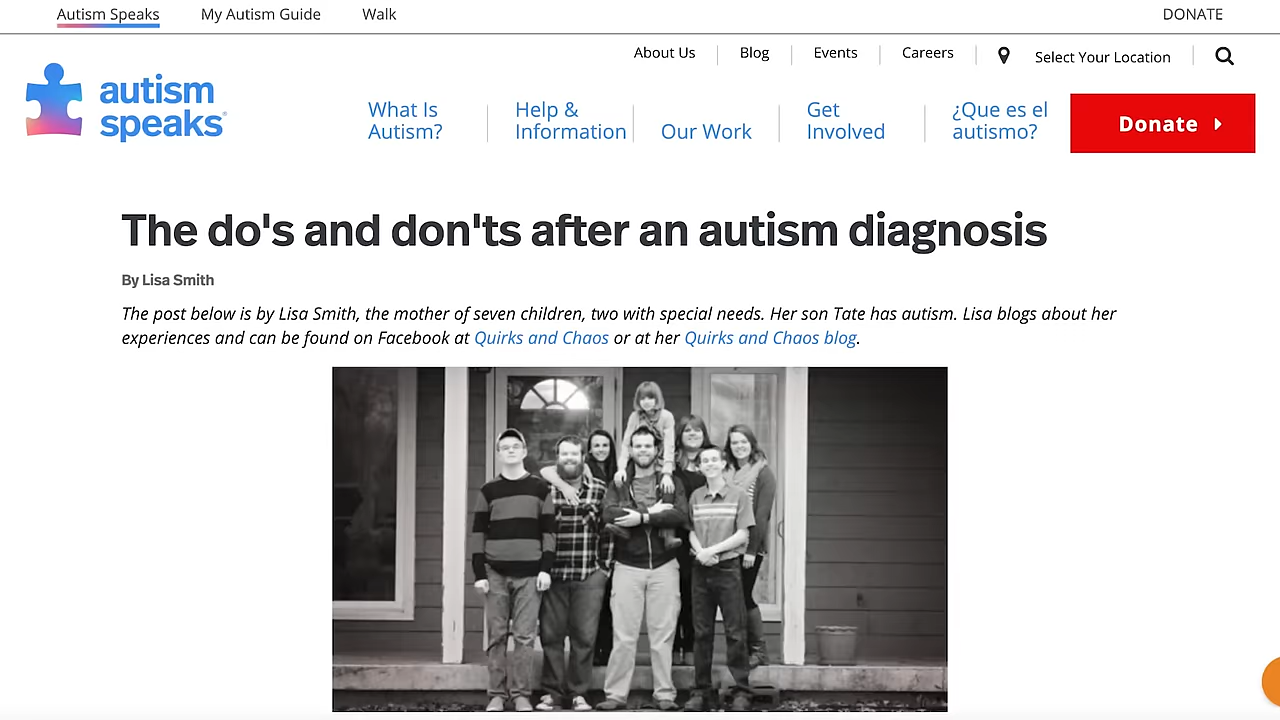 Autism Speaks My Autism Guide Walk DONATE
About Us Blog Events Careers Select Your Location
autism
speaks®
What Is
Autism?
Help &
Information
Our Work
Get
Involved
¿Que es el
autismo?
Donate
The do's and don'ts after an autism diagnosis
By Lisa Smith
The post below is by Lisa Smith, the mother of seven children, two with special needs. Her son Tate has autism. Lisa blogs about her
experiences and can be found on Facebook at Quirks and Chaos or at her Quirks and Chaos blog.